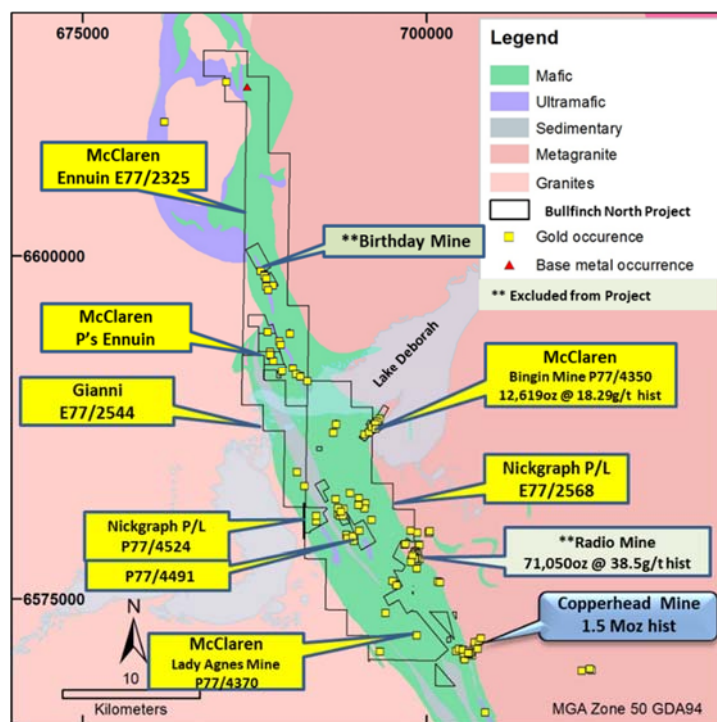 675000
700000
Legend
Mafic
Ultramafic
Sedimentary
Metagranite
Granites
Bullfinch North Project
Gold occurence
Base metal occurrence
** Excluded from Project
McClaren
Ennuin E77/2325
6600000
**Birthday Mine
McClaren
P's Ennuin
Lake Deborah
McClaren
Bingin Mine P77/4350
12,619oz @ 18.29g/t hist
Gianni
E77/2544
Nickgraph P/L
E77/2568
Nickgraph P/L
P77/4524
P77/4491
**Radio Mine
71,050oz @ 38.5g/t hist
6575000
Copperhead Mine
1.5 Moz hist
N
McClaren
Lady Agnes Mine
P77/4370
10
Kilometers
MGA Zone 50 GDA94